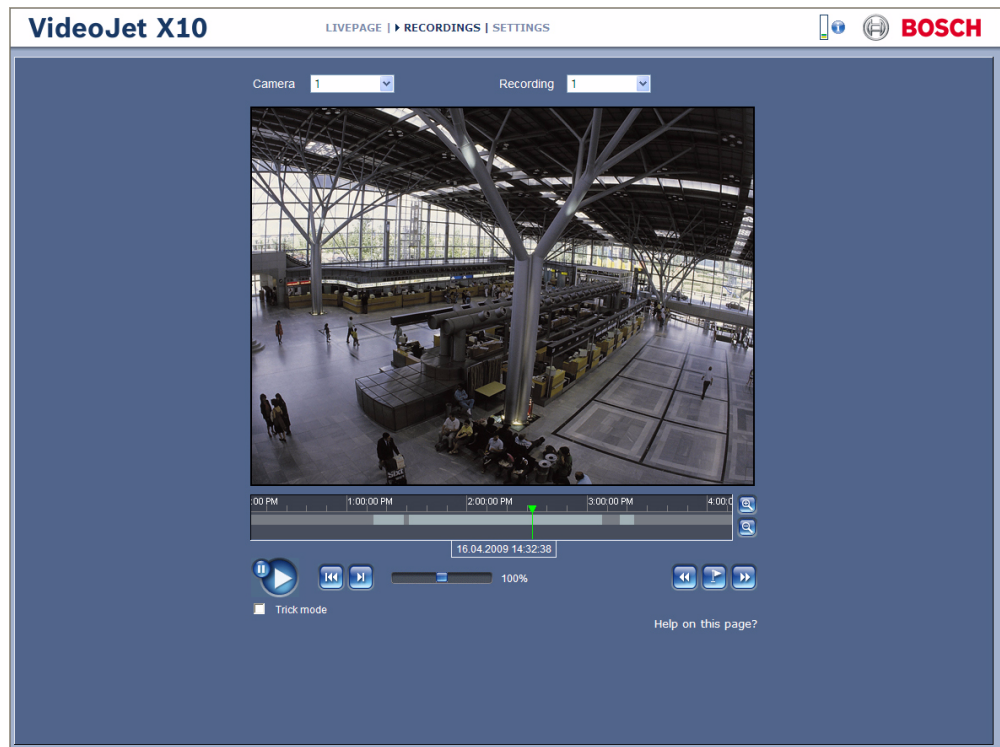 VideoJet X10 LIVEPAGE | RECORDINGS | SETTINGS BOSCH
Camera 1 Recording 1
:00 PM 1:00:00 PM 2:00:00 PM 3:00:00 PM 4:00:0
16.04.2009 14:32:38
100%
Trick mode
Help on this page?